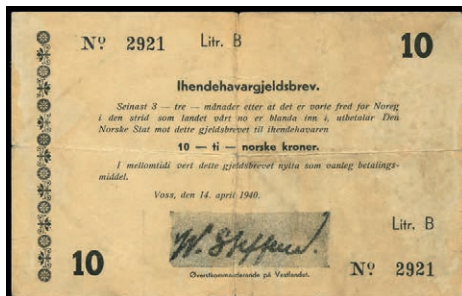 Nº 2921 Litr. B 10
Ihendehavargjeldsbrev.
Seinast 3 — tre — månader etter at det er vorte fred for Noreg
i den strid som landet vårt no er blanda inn i, utbetalar Den
Norske Stat mot dette gjeldsbrevet til ihendehavaren
10 — ti — norske kroner.
I mellomtidi vert dette gjeldsbrevet nytta som vanleg betalings-
middel.
Voss, den 14. april 1940.
W. Steffens.
Litr. B
10
Øverstkommanderande på Vestlandet.
Nº 2921